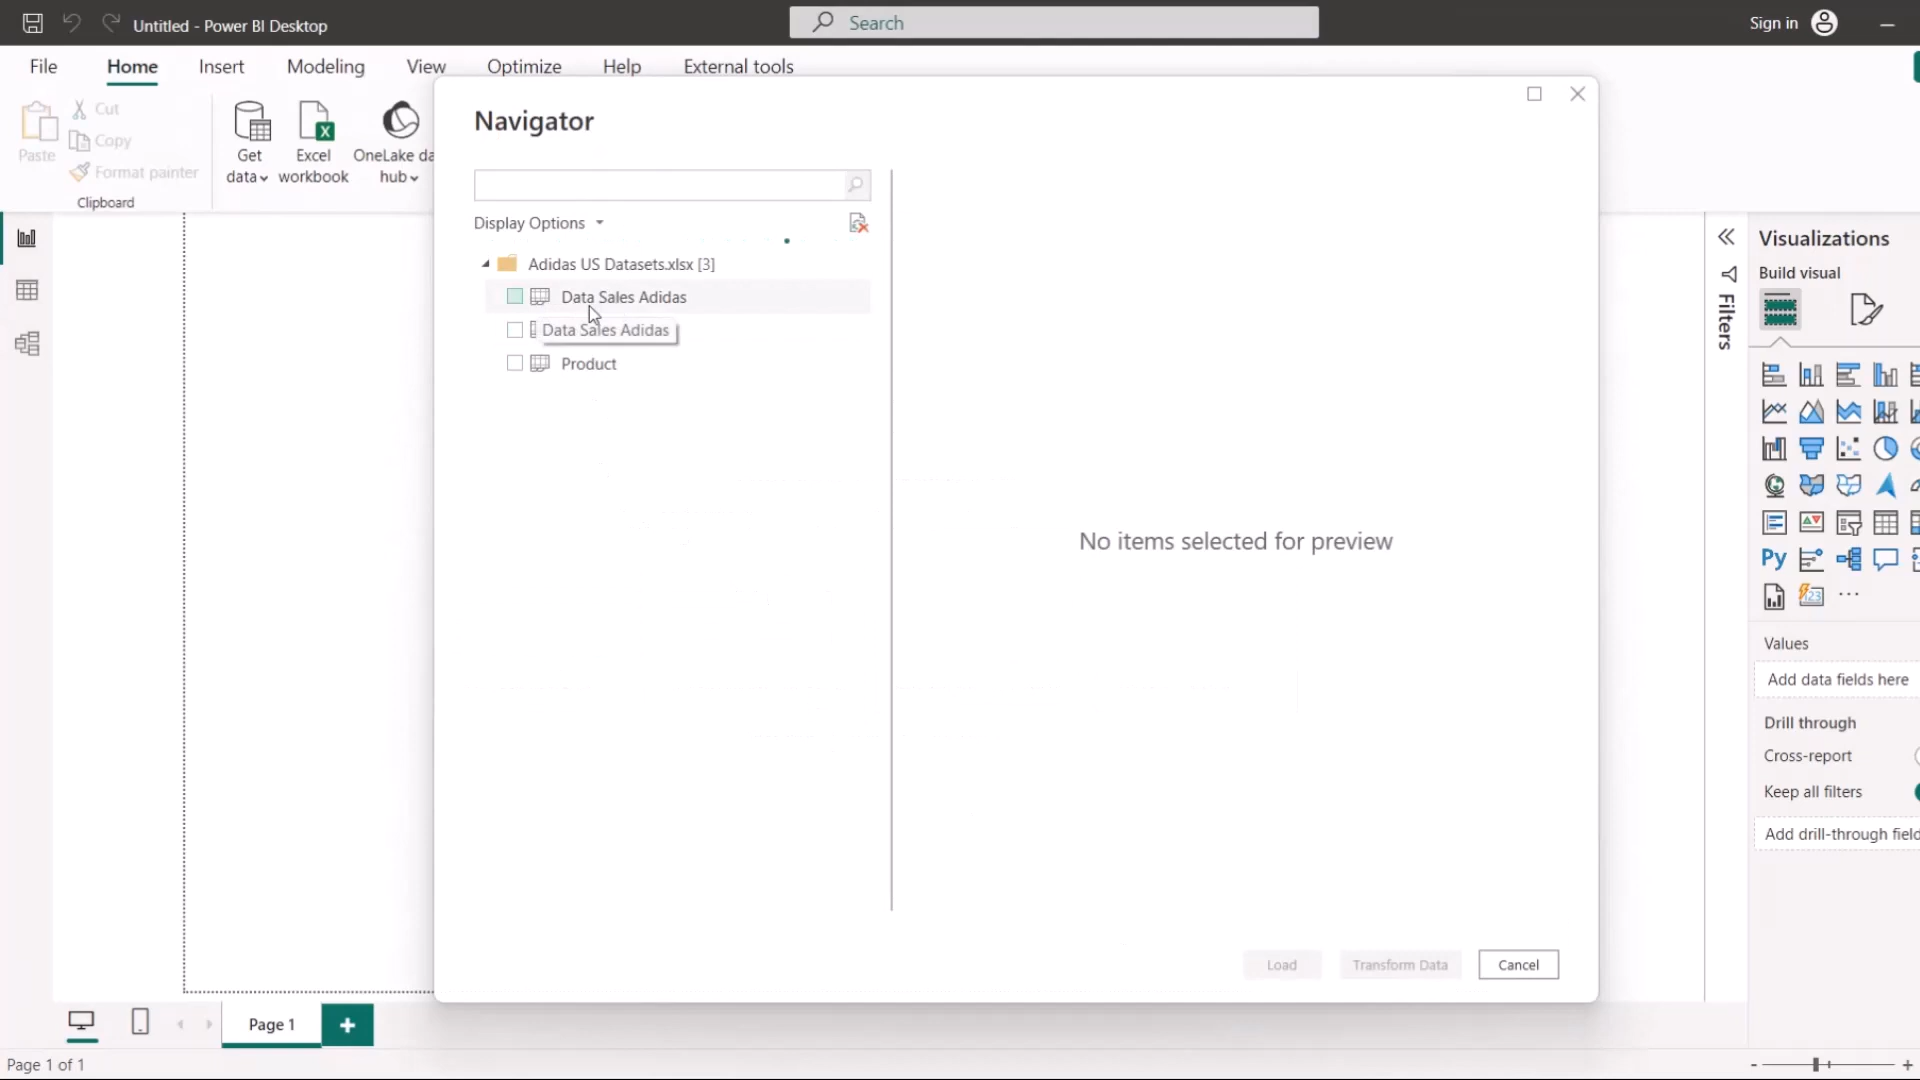 Untitled - Power BI Desktop
Search
Sign in
File
Home
Insert
Modeling
View
Optimize
Help
External tools
Paste
Cut
Copy
Format painter
Clipboard
Get
data
Excel
workbook
OneLake da
hub
Navigator
Display Options
Adidas US Datasets.xlsx [3]
Data Sales Adidas
Data Sales Adidas
Product
No items selected for preview
Load
Transform Data
Cancel
Filters
Visualizations
Build visual
Py
123
Values
Add data fields here
Drill through
Cross-report
Keep all filters
Add drill-through field
Page 1
Page 1 of 1